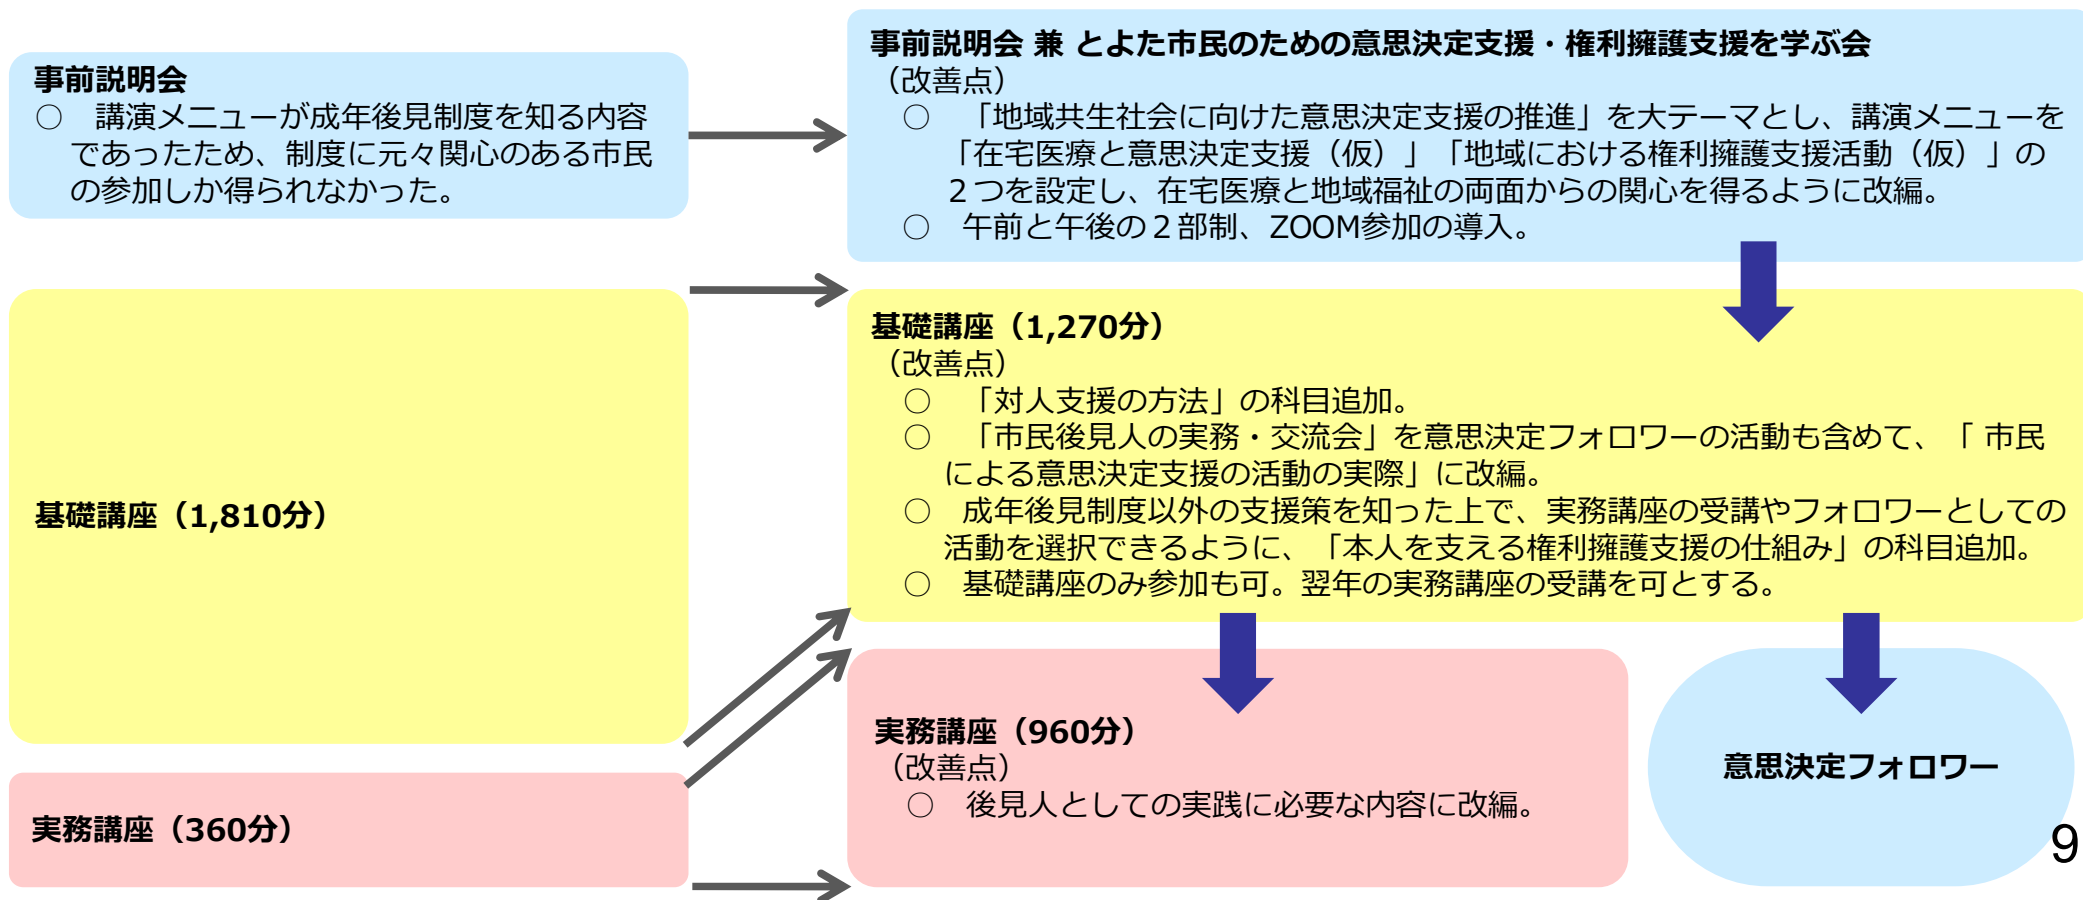 事前説明会
○　講演メニューが成年後見制度を知る内容
であったため、制度に元々関心のある市民
の参加しか得られなかった。
基礎講座（1,810分）
実務講座（360分）
事前説明会 兼 とよた市民のための意思決定支援・権利擁護支援を学ぶ会
（改善点）
○　「地域共生社会に向けた意思決定支援の推進」を大テーマとし、講演メニューを
「在宅医療と意思決定支援（仮）」「地域における権利擁護支援活動（仮）」の
２つを設定し、在宅医療と地域福祉の両面からの関心を得るように改編。
○　午前と午後の２部制、ZOOM参加の導入。
基礎講座（1,270分）
（改善点）
○　「対人支援の方法」の科目追加。
○　「市民後見人の実務・交流会」を意思決定フォロワーの活動も含めて、「 市民
による意思決定支援の活動の実際」に改編。
○　成年後見制度以外の支援策を知った上で、実務講座の受講やフォロワーとしての
活動を選択できるように、「本人を支える権利擁護支援の仕組み」の科目追加。
○　基礎講座のみ参加も可。翌年の実務講座の受講を可とする。
実務講座（960分）
（改善点）
○　後見人としての実践に必要な内容に改編。
意思決定フォロワー
9